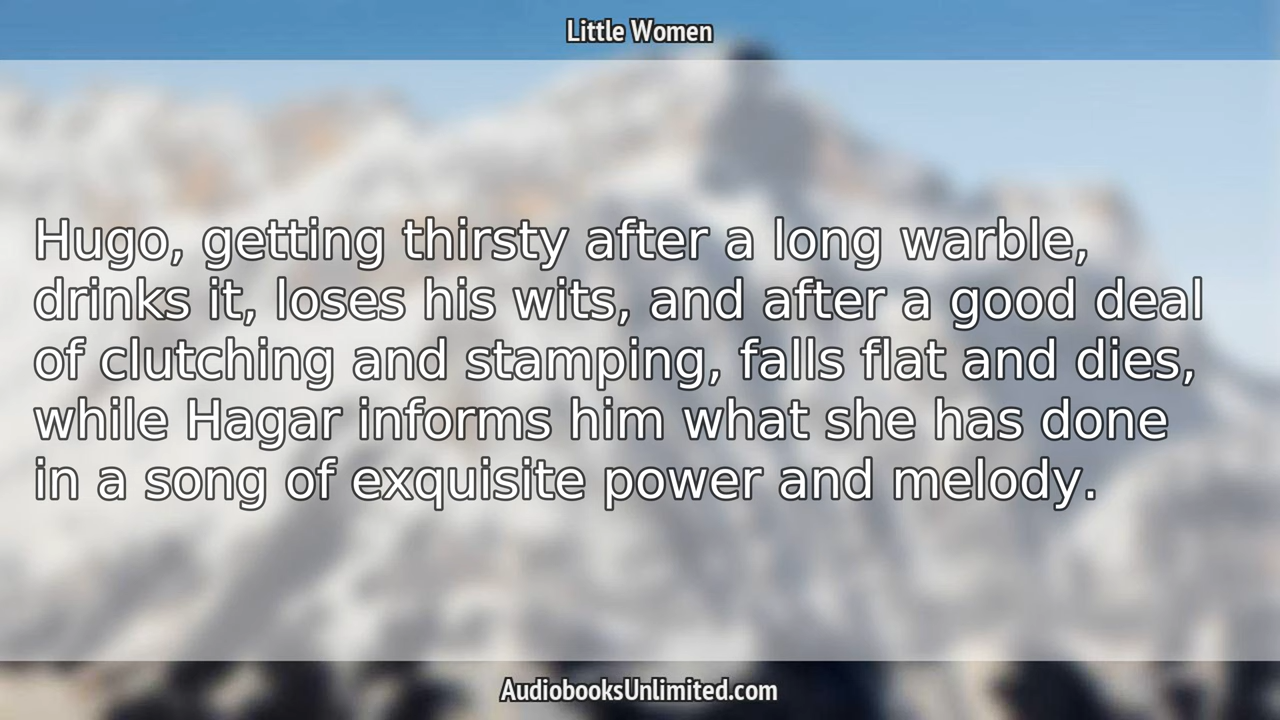 Little Women
Hugo, getting thirsty after a long warble,
drinks it, loses his wits, and after a good deal
of clutching and stamping, falls flat and dies,
while Hagar informs him what she has done
in a song of exquisite power and melody.
AudiobooksUnlimited.com